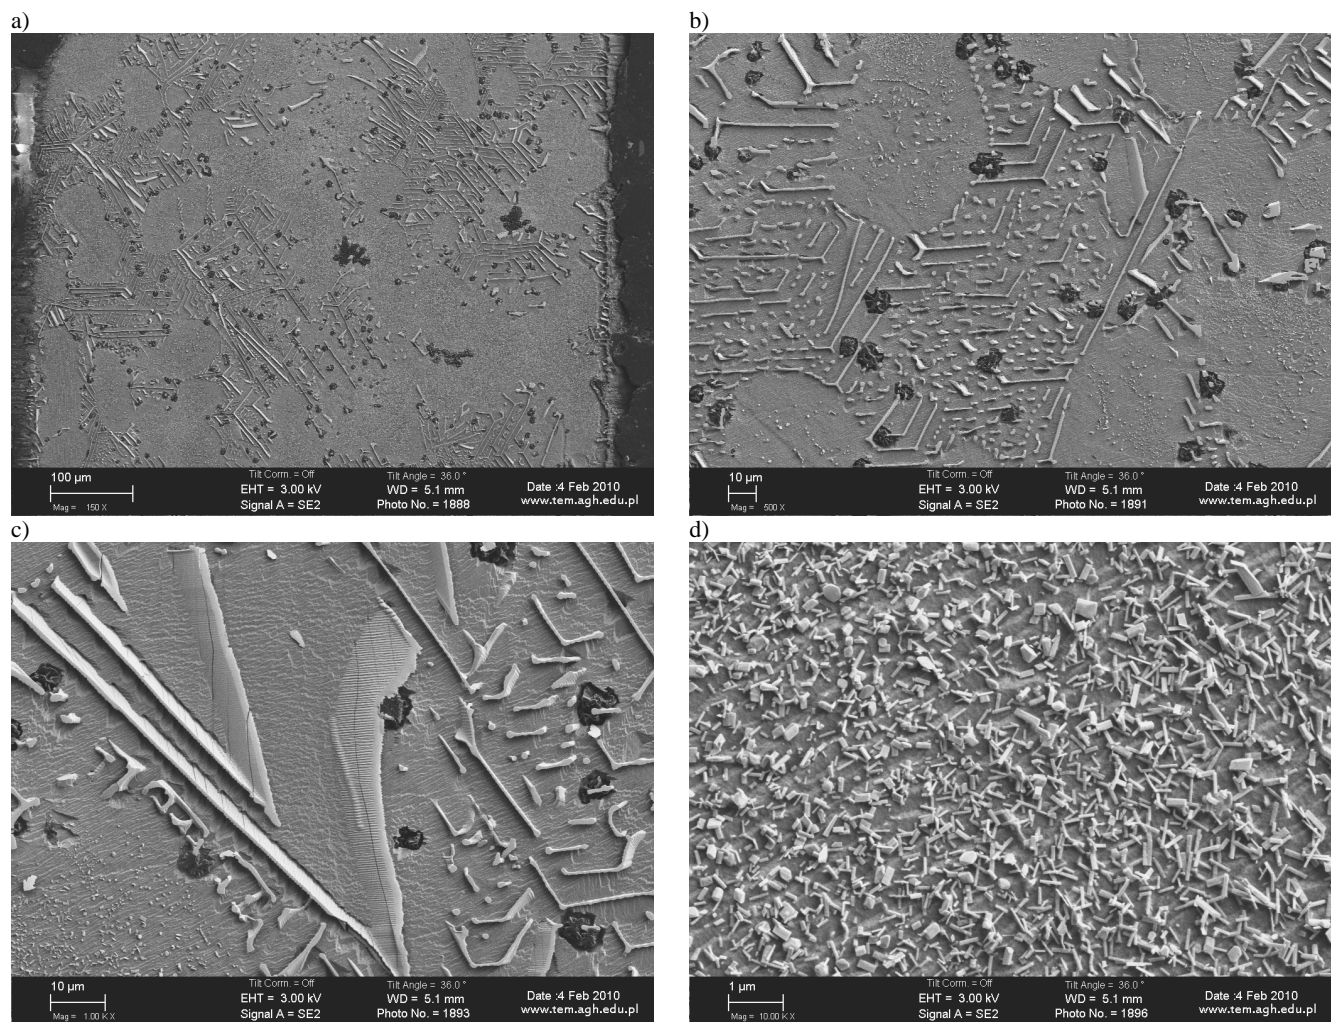 a)
b)
100 µm
Mag = 150 X
Tilt Corrn. = Off
EHT = 3.00 kV
Signal A = SE2
Tilt Angle = 36.0 °
WD = 5.1 mm
Photo No. = 1888
Date :4 Feb 2010
www.tem.agh.edu.pl
10 µm
Mag = 500 X
Tilt Corrn. = Off
EHT = 3.00 kV
Signal A = SE2
Tilt Angle = 36.0 °
WD = 5.1 mm
Photo No. = 1891
Date :4 Feb 2010
www.tem.agh.edu.pl
c)
d)
10 µm
Mag = 1.00 K X
Tilt Corrn. = Off
EHT = 3.00 kV
Signal A = SE2
Tilt Angle = 36.0 °
WD = 5.1 mm
Photo No. = 1893
Date :4 Feb 2010
www.tem.agh.edu.pl
1 µm
Mag = 10.00 K X
Tilt Corrn. = Off
EHT = 3.00 kV
Signal A = SE2
Tilt Angle = 36.0 °
WD = 5.1 mm
Photo No. = 1896
Date :4 Feb 2010
www.tem.agh.edu.pl